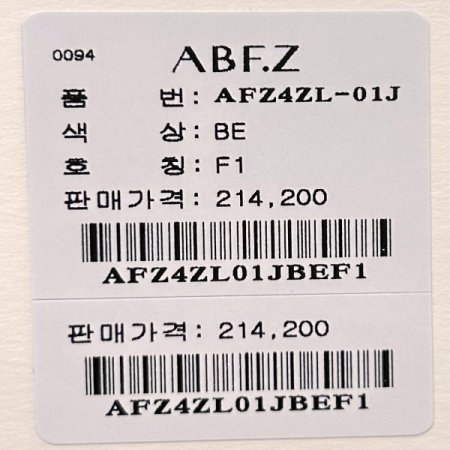 0094 ABF.Z
품 번: AFZ4ZL-01J
색 상: BE
호 칭: F1
판매가격: 214,200
AFZ4ZL01JBEF1
판매가격: 214,200
AFZ4ZL01JBEF1